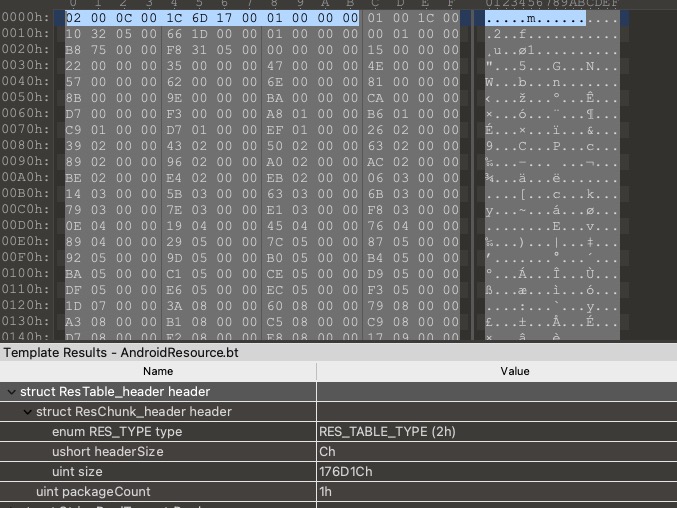 0 1 2 3 4 5 6 7 8 9 A B C D E F 0123456789ABCDEF
0000h: 02 00 0C 00 1C 6D 17 00 01 00 00 00 01 00 1C 00 .....m..........
0010h: 10 32 05 00 66 1D 00 00 00 00 00 00 00 01 00 00 .2..f...........
0020h: B8 75 00 00 F8 31 05 00 00 00 00 00 15 00 00 00 ¸u..ø1..........
0030h: 22 00 00 00 35 00 00 00 47 00 00 00 4E 00 00 00 "...5...G...N...
0040h: 57 00 00 00 62 00 00 00 6E 00 00 00 81 00 00 00 W...b...n.......
0050h: 8B 00 00 00 9E 00 00 00 BA 00 00 00 CA 00 00 00 ‹...ž...º...Ê...
0060h: D7 00 00 00 F3 00 00 00 A8 01 00 00 B6 01 00 00 ×...ó...¨...¶...
0070h: C9 01 00 00 D7 01 00 00 EF 01 00 00 26 02 00 00 É...×...ï...&...
0080h: 39 02 00 00 43 02 00 00 50 02 00 00 63 02 00 00 9...C...P...c...
0090h: 89 02 00 00 96 02 00 00 A0 02 00 00 AC 02 00 00 ‰...–... ...¬...
00A0h: BE 02 00 00 E4 02 00 00 EB 02 00 00 06 03 00 00 ¾...ä...ë.......
00B0h: 14 03 00 00 5B 03 00 00 63 03 00 00 6B 03 00 00 ....[...c...k...
00C0h: 79 03 00 00 7E 03 00 00 E1 03 00 00 F8 03 00 00 y...~...á...ø...
00D0h: 0E 04 00 00 19 04 00 00 45 04 00 00 76 04 00 00 ........E...v...
00E0h: 89 04 00 00 29 05 00 00 7C 05 00 00 87 05 00 00 ‰...)...|...‡...
00F0h: 92 05 00 00 9D 05 00 00 B0 05 00 00 B4 05 00 00 ’.......°...´...
0100h: BA 05 00 00 C1 05 00 00 CE 05 00 00 D9 05 00 00 º...Á...Î...Ù...
0110h: DF 05 00 00 E6 05 00 00 EC 05 00 00 F3 05 00 00 ß...æ...ì...ó...
0120h: 1D 07 00 00 3A 08 00 00 60 08 00 00 79 08 00 00 ....:...`...y...
0130h: A3 08 00 00 B1 08 00 00 C5 08 00 00 C9 08 00 00 £...±...Å...É...
0140h: D7 08 00 00 E2 08 00 00 E8 08 00 00 17 09 00 00 ×...â...è.......
Template Results - AndroidResource.bt
Name Value
struct ResTable_header header
struct ResChunk_header header
enum RES_TYPE type RES_TABLE_TYPE (2h)
ushort headerSize Ch
uint size 176D1Ch
uint packageCount 1h